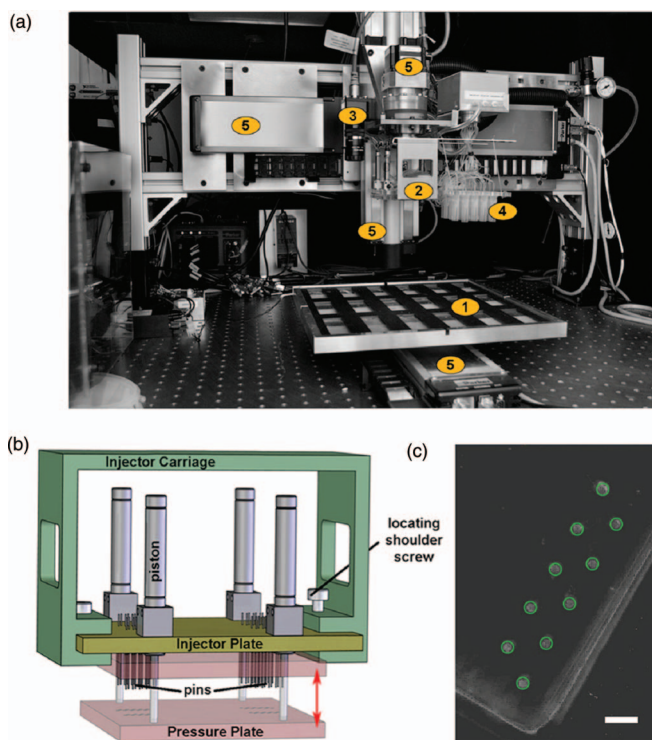 (a)
5
3
5
2
4
5
1
5
(b)
Injector Carriage
piston
locating
shoulder
screw
Injector Plate
pins
Pressure Plate
(c)